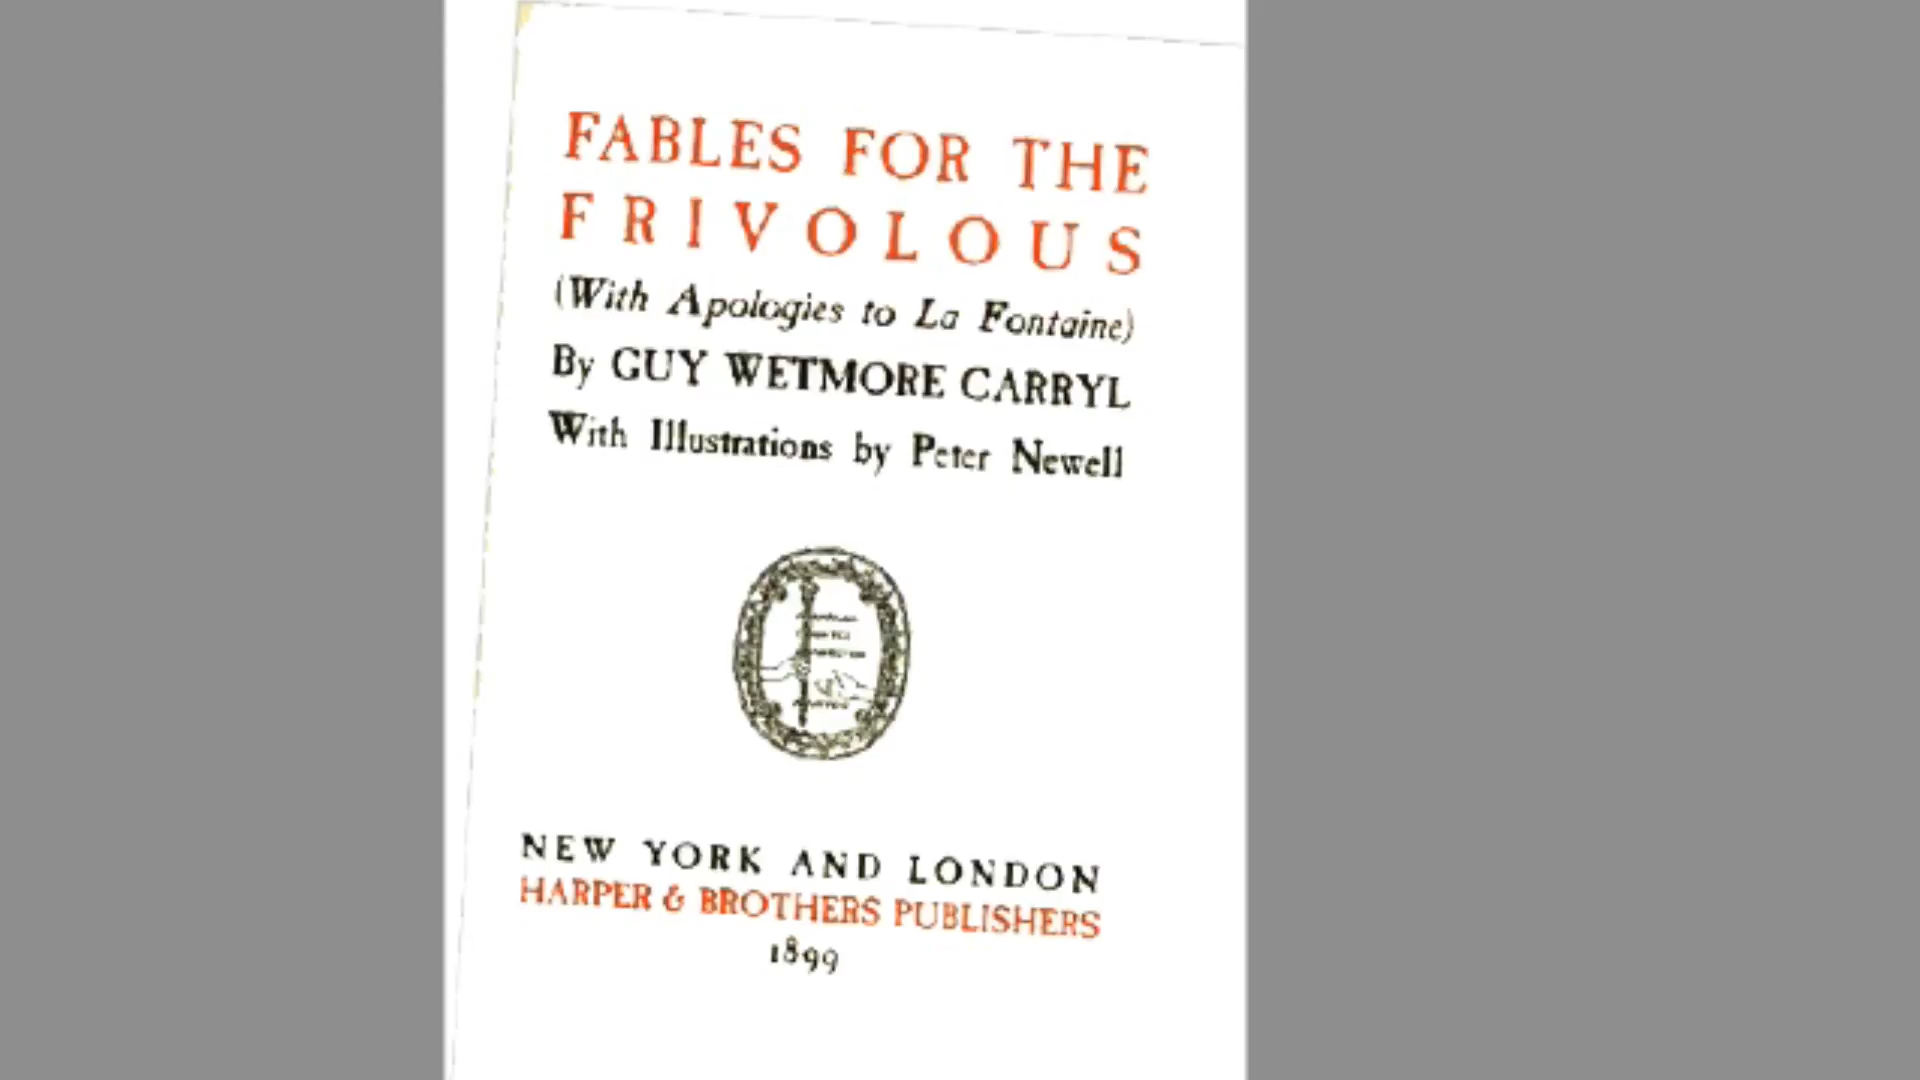 FABLES FOR THE
FRIVOLOUS
(With Apologies to La Fontaine)
By GUY WETMORE CARRYL
With Illustrations by Peter Newell
NEW YORK AND LONDON
HARPER & BROTHERS PUBLISHERS
1899